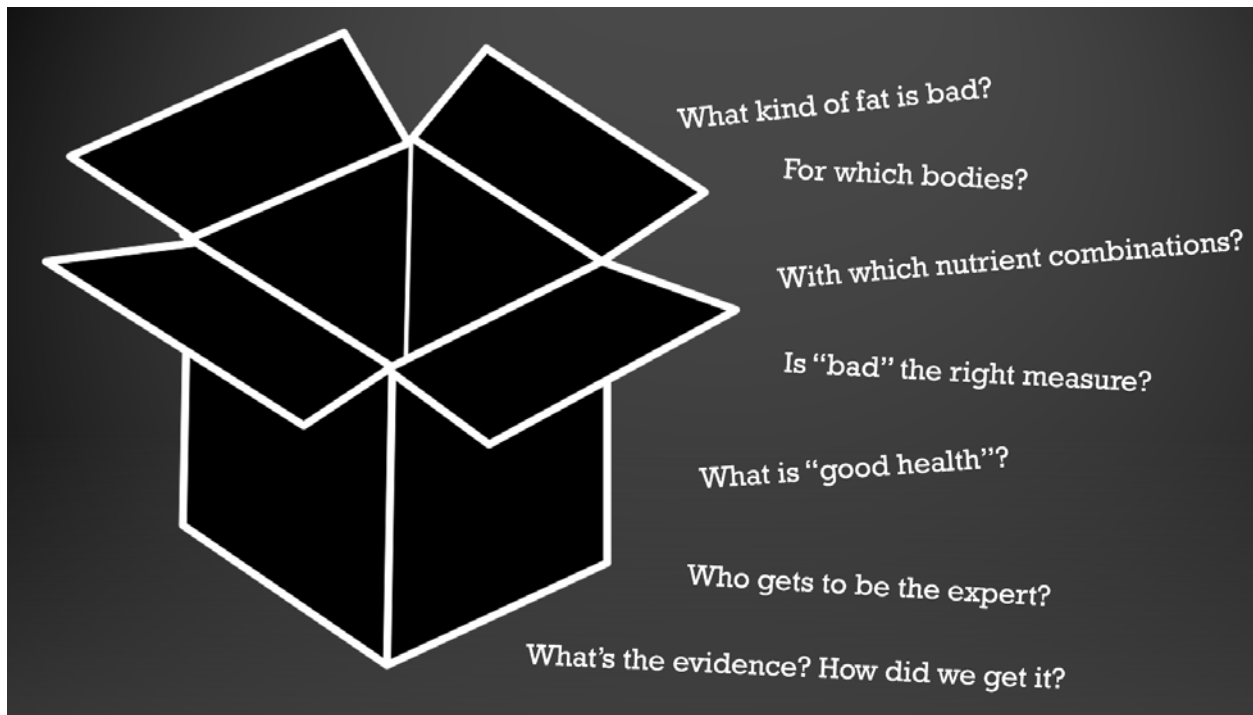 What kind of fat is bad?
For which bodies?
With which nutrient combinations?
Is “bad” the right measure?
What is “good health”?
Who gets to be the expert?
What’s the evidence? How did we get it?